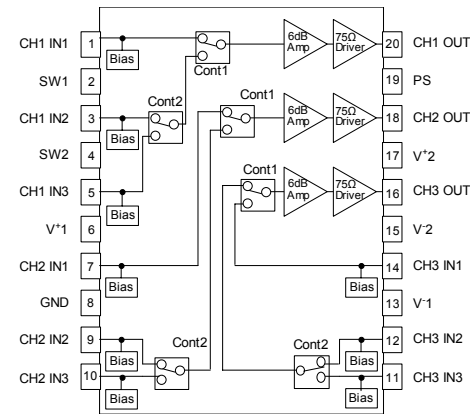 CH1 IN1 1
Bias
SW1 2
CH1 IN2 3
Bias
SW2 4
CH1 IN3 5
Bias
V+1 6
CH2 IN1 7
Bias
GND 8
CH2 IN2 9
Bias
CH2 IN3 10
Bias
Cont1
Cont2
Cont1
Cont1
Cont2
Cont2
6dB Amp
75Ω Driver
6dB Amp
75Ω Driver
6dB Amp
75Ω Driver
20 CH1 OUT
19 PS
18 CH2 OUT
17 V+2
16 CH3 OUT
15 V-2
14 CH3 IN1
Bias
13 V-1
12 CH3 IN2
Bias
11 CH3 IN3
Bias